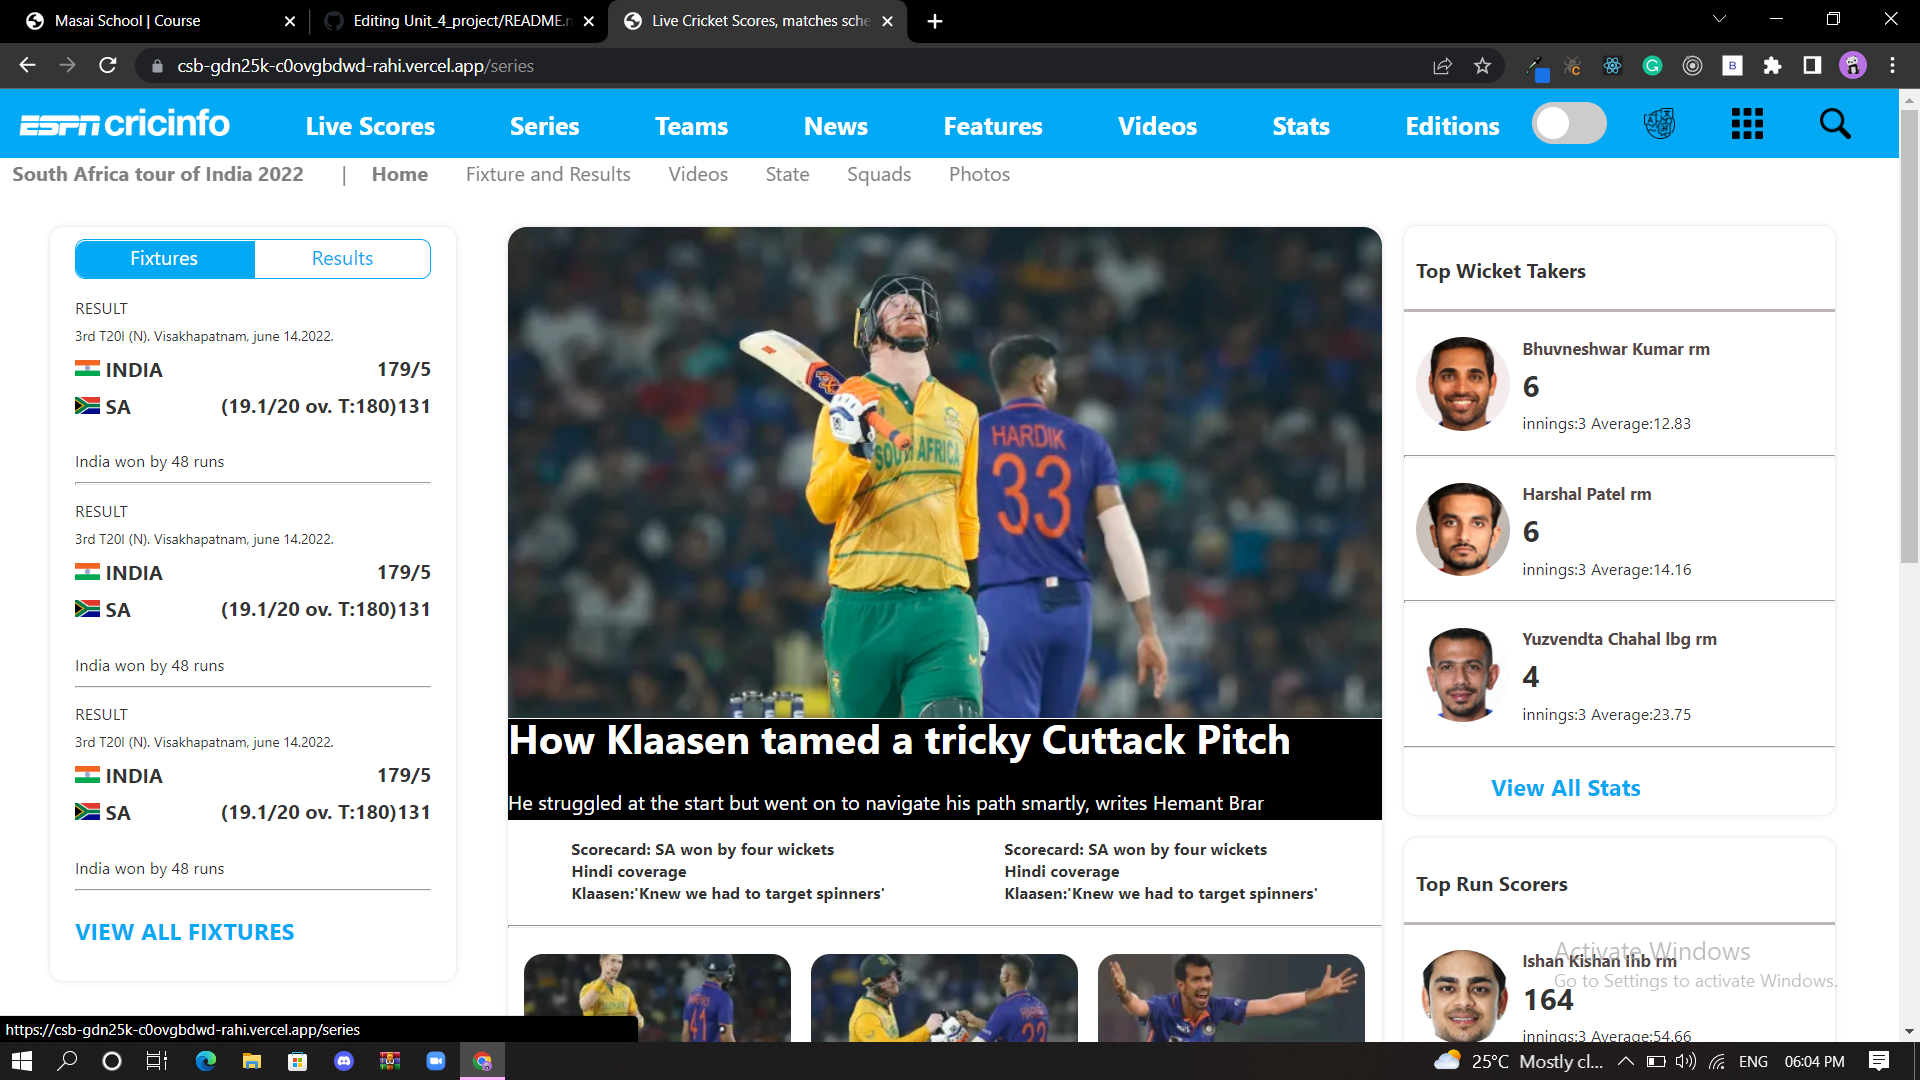 Masai School | Course
Editing Unit_4_project/README.m
Live Cricket Scores, matches sche
csb-gdn25k-c0ovgbdwd-rahi.vercel.app/series
ESPN cricinfo
Live Scores
Series
Teams
News
Features
Videos
Stats
Editions
South Africa tour of India 2022 | Home Fixture and Results Videos State Squads Photos
Fixtures
Results
RESULT
3rd T20I (N). Visakhapatnam, june 14.2022.
INDIA 179/5
SA (19.1/20 ov. T:180)131
India won by 48 runs
RESULT
3rd T20I (N). Visakhapatnam, june 14.2022.
INDIA 179/5
SA (19.1/20 ov. T:180)131
India won by 48 runs
RESULT
3rd T20I (N). Visakhapatnam, june 14.2022.
INDIA 179/5
SA (19.1/20 ov. T:180)131
India won by 48 runs
VIEW ALL FIXTURES
SOUTH AFRICA
HARDIK
33
How Klaasen tamed a tricky Cuttack Pitch
He struggled at the start but went on to navigate his path smartly, writes Hemant Brar
Scorecard: SA won by four wickets
Hindi coverage
Klaasen:'Knew we had to target spinners'
Scorecard: SA won by four wickets
Hindi coverage
Klaasen:'Knew we had to target spinners'
41
Top Wicket Takers
Bhuvneshwar Kumar rm
6
innings:3 Average:12.83
Harshal Patel rm
6
innings:3 Average:14.16
Yuzvendta Chahal lbg rm
4
innings:3 Average:23.75
View All Stats
Top Run Scorers
Ishan Kishan lhb rm
164
innings:3 Average:54.66
Activate Windows
Go to Settings to activate Windows.
https://csb-gdn25k-c0ovgbdwd-rahi.vercel.app/series
25°C Mostly cl...
ENG
06:04 PM